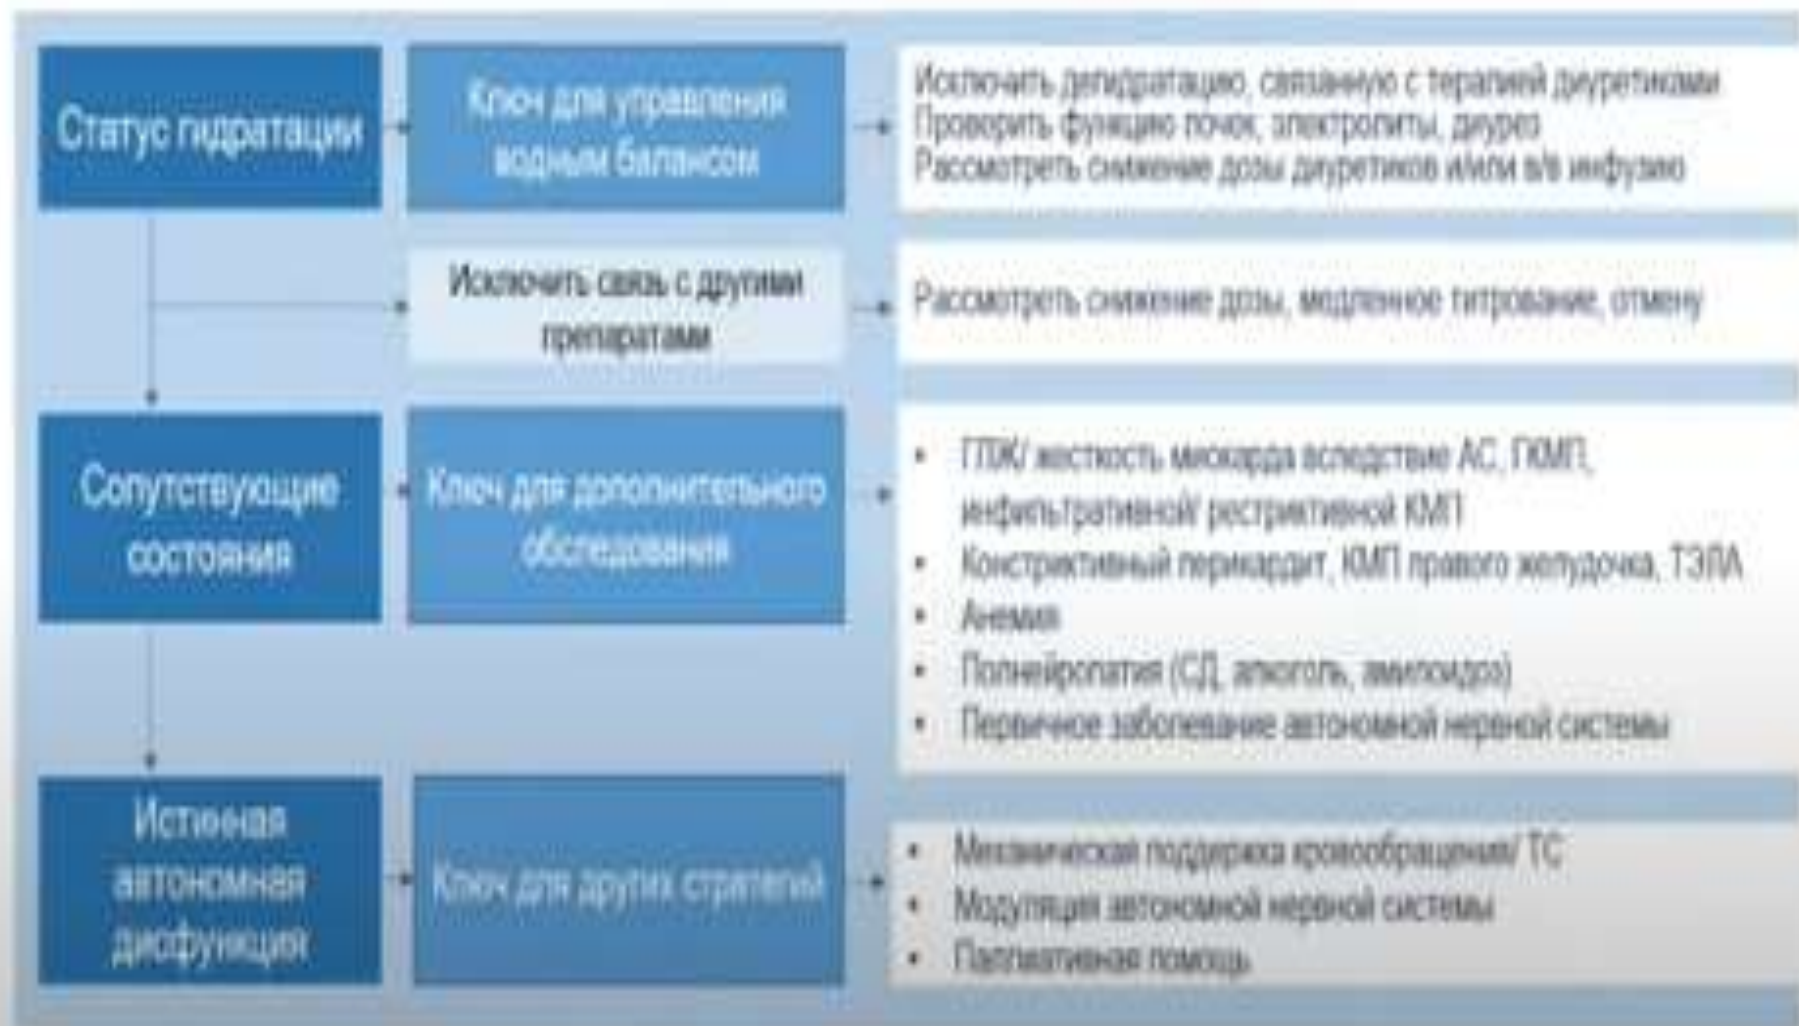 Статус гидратации
Ключ для управления
водным балансом
Исключить дегидратацию, связанную с терапией диуретиками
Проверить функцию почек, электролиты, диурез
Рассмотреть снижение дозы диуретиков и/или в/в инфузию
Исключить связь с другими
препаратами
Рассмотреть снижение дозы, медленное титрование, отмену
Сопутствующие
состояния
Ключ для дополнительного
обследования
• ГЛЖ/ жесткость миокарда вследствие АС, ГКМП,
инфильтративной/ рестриктивной КМП
• Констриктивный перикардит, КМП правого желудочка, ТЭЛА
• Анемия
• Полнейропатия (СД, алкоголь, амилоидоз)
• Первичное заболевание автономной нервной системы
Истинная
автономная
дисфункция
Ключ для других стратегий
• Механическая поддержка кровообращения/ ТС
• Модуляция автономной нервной системы
• Паллиативная помощь